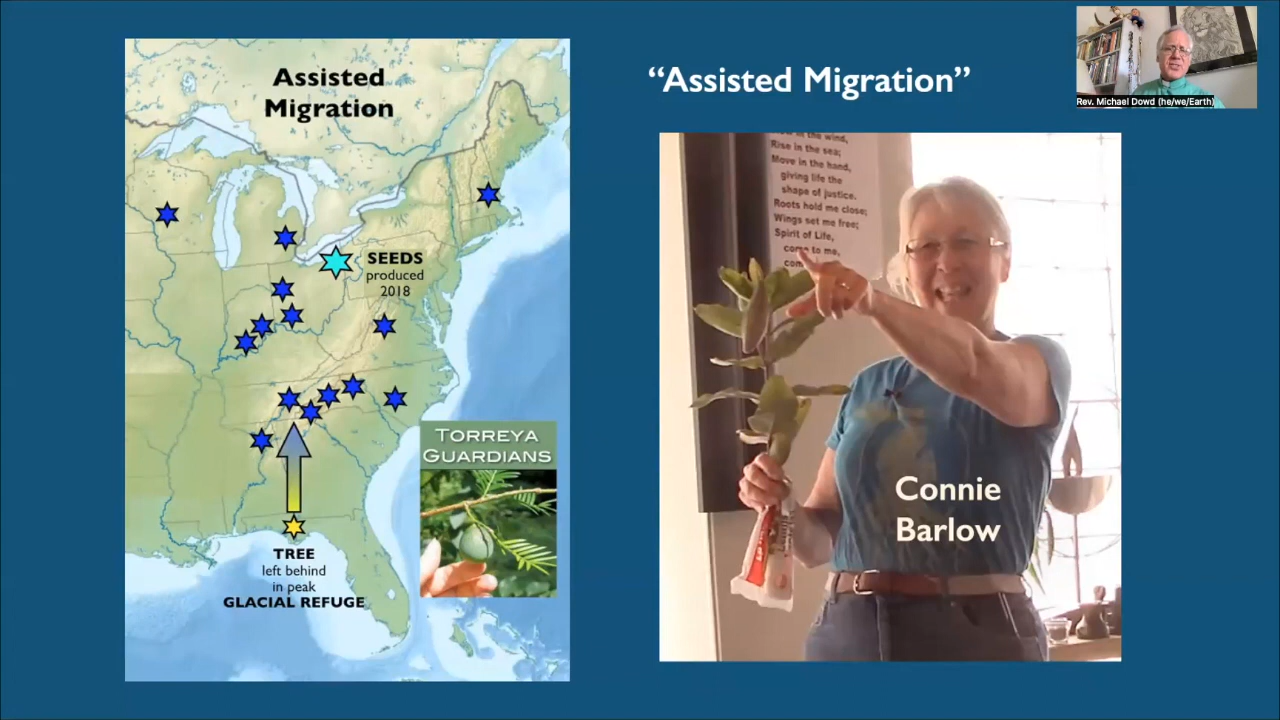 Assisted
Migration
SEEDS
produced
2018
TORREYA
GUARDIANS
TREE
left behind
in peak
GLACIAL REFUGE
“Assisted Migration”
in the wind,
Rise in the sea;
Move in the hand,
giving life the
shape of justice.
Roots hold me close;
Wings set me free;
Spirit of Life,
come to me,
Connie
Barlow
Rev. Michael Dowd (he/we/Earth)